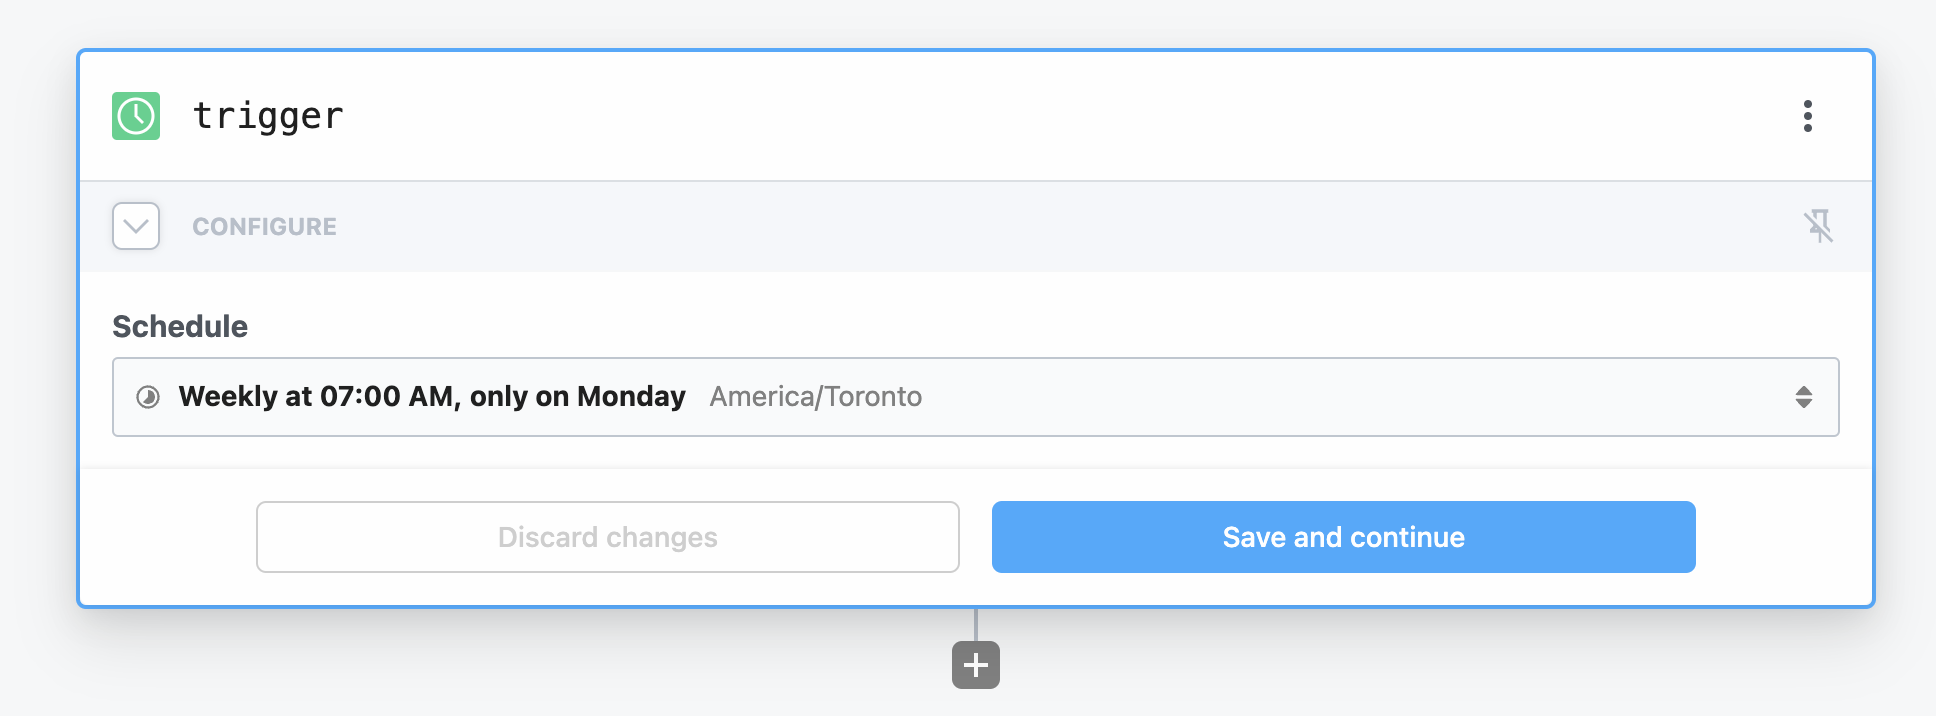 trigger
CONFIGURE
Schedule
Weekly at 07:00 AM, only on Monday America/Toronto
Discard changes
Save and continue